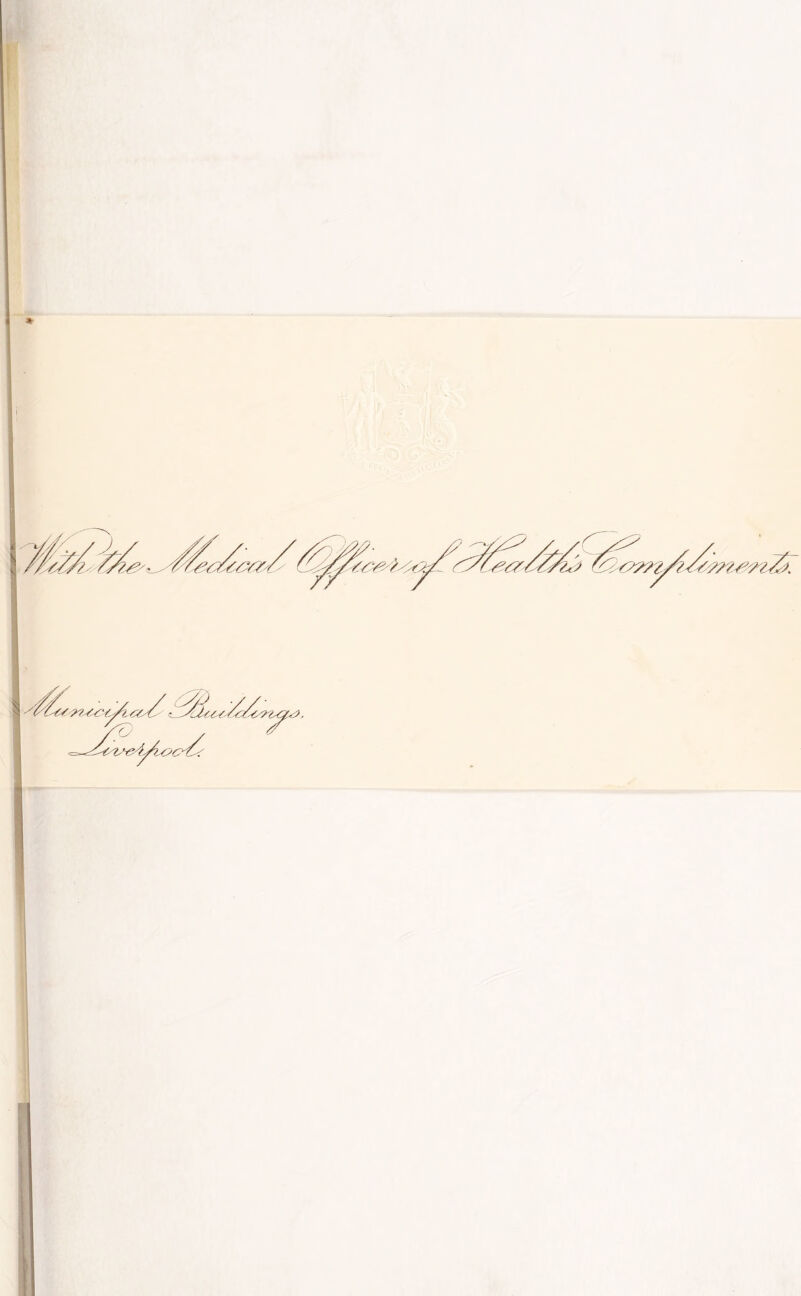 With the Medical Officer of Health's Compliments.
Municipal Buildings.
Liverpool.